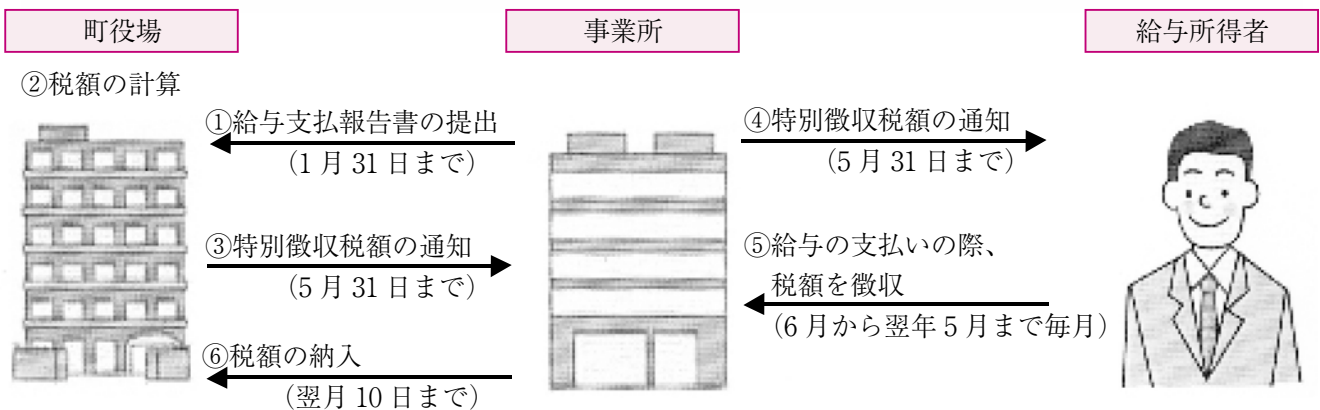 町役場
事業所
給与所得者
②税額の計算
①給与支払報告書の提出
（1月31日まで）
④特別徴収税額の通知
（5月31日まで）
③特別徴収税額の通知
（5月31日まで）
⑤給与の支払いの際、
税額を徴収
（6月から翌年5月まで毎月）
⑥税額の納入
（翌月10日まで）